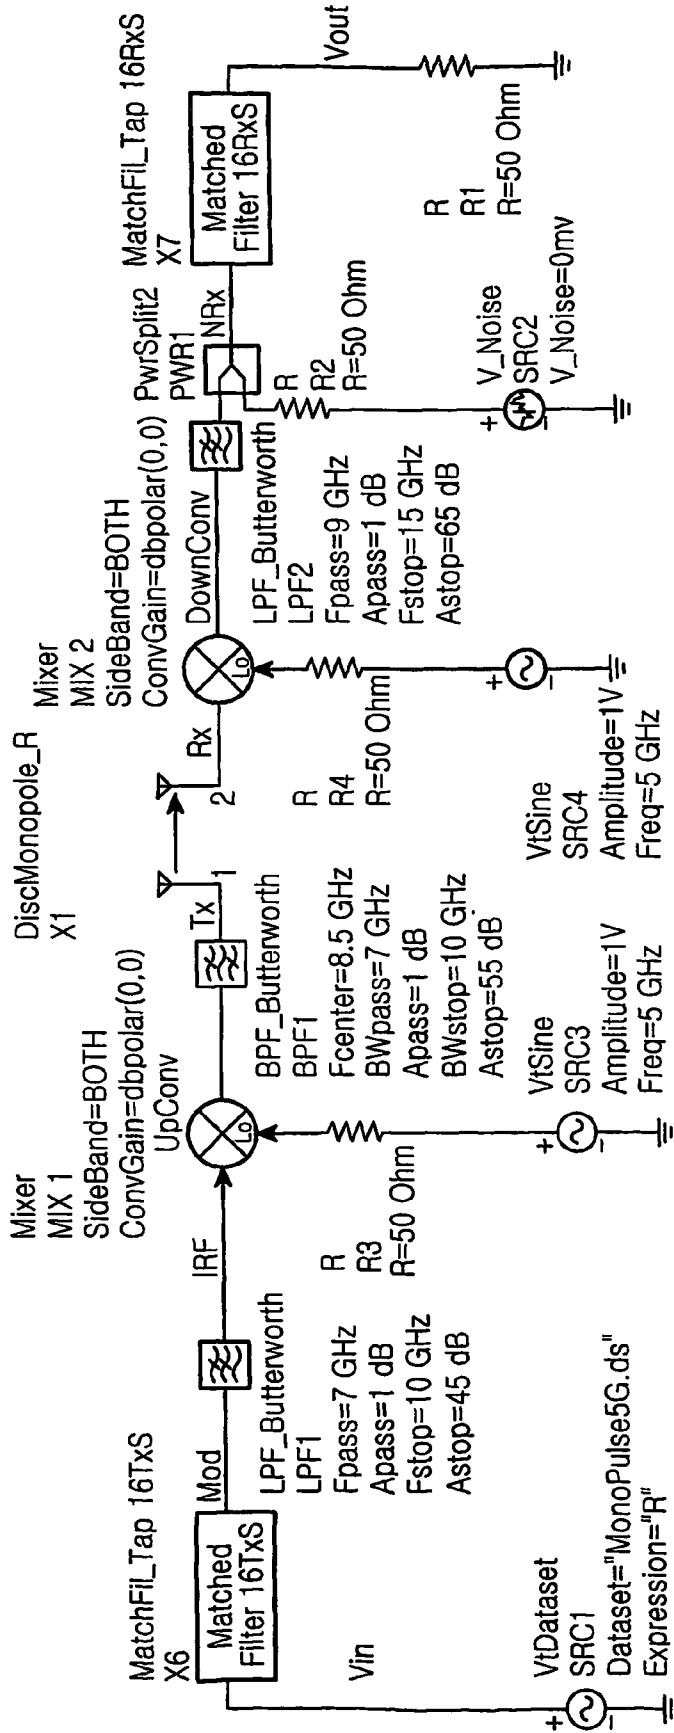 MatchFil_Tap 16TxS
X6
Matched
Filter 16TxS
Mod
Vin
+
-
VtDataset
SRC1
Dataset="MonoPulse5G.ds"
Expression="R"
LPF_Butterworth
LPF1
Fpass=7 GHz
Apass=1 dB
Fstop=10 GHz
Astop=45 dB
IRF
Mixer
MIX 1
SideBand=BOTH
ConvGain=dbpolar(0,0)
UpConv
Lo
R
R3
R=50 Ohm
+
-
VtSine
SRC3
Amplitude=1V
Freq=5 GHz
BPF_Butterworth
BPF1
Fcenter=8.5 GHz
BWpass=7 GHz
Apass=1 dB
BWstop=10 GHz
Astop=55 dB
Tx
1
DiscMonopole_R
X1
2
Rx
Mixer
MIX 2
SideBand=BOTH
ConvGain=dbpolar(0,0)
DownConv
Lo
R
R4
R=50 Ohm
+
-
VtSine
SRC4
Amplitude=1V
Freq=5 GHz
LPF_Butterworth
LPF2
Fpass=9 GHz
Apass=1 dB
Fstop=15 GHz
Astop=65 dB
PwrSplit2
PWR1
NRx
R
R2
R=50 Ohm
+
-
V_Noise
SRC2
V_Noise=0mv
MatchFil_Tap 16RxS
X7
Matched
Filter 16RxS
Vout
R
R1
R=50 Ohm